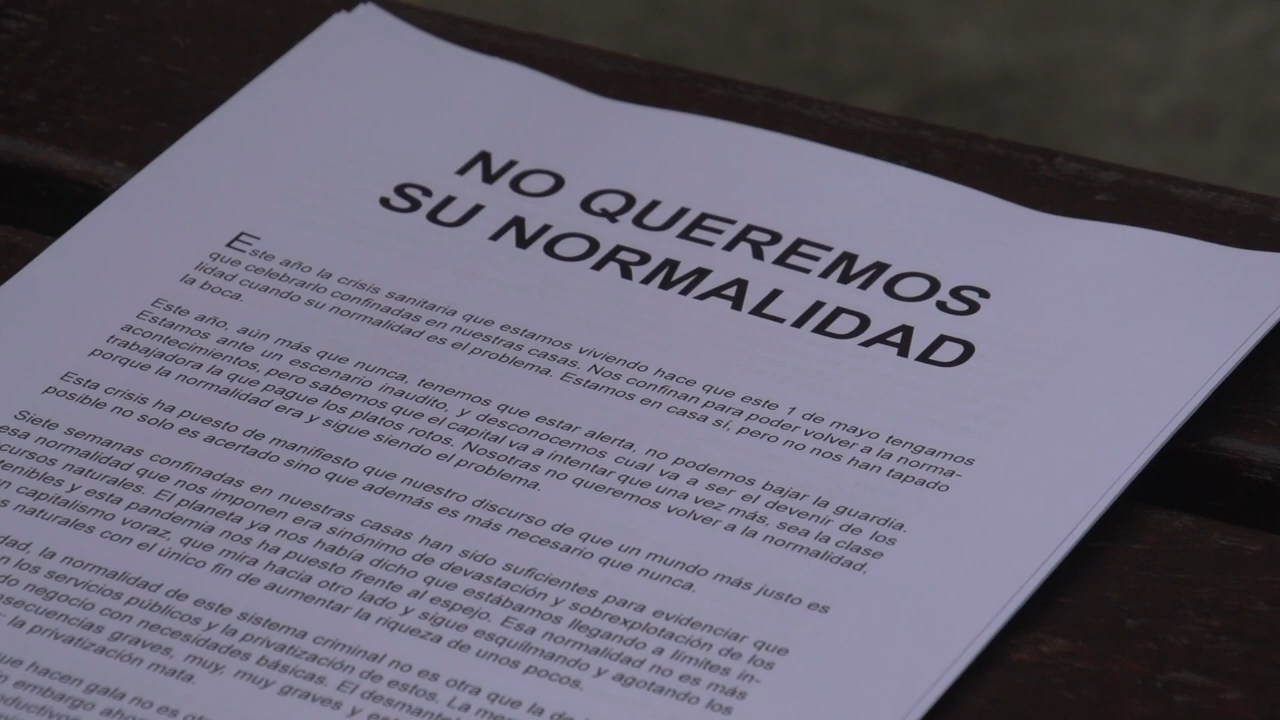 NO QUEREMOS
SU NORMALIDAD
Este año la crisis sanitaria que estamos viviendo hace que este 1 de mayo tengamos
que celebrarlo confinadas en nuestras casas. Nos confinan para poder volver a la norma-
lidad cuando su normalidad es el problema. Estamos en casa sí, pero no nos han tapado
la boca.
Este año, aún más que nunca, tenemos que estar alerta, no podemos bajar la guardia.
Estamos ante un escenario inaudito, y desconocemos cual va a ser el devenir de los
acontecimientos, pero sabemos que el capital va a intentar que una vez más, sea la clase
trabajadora la que pague los platos rotos. Nosotras no queremos volver a la normalidad,
porque la normalidad era y sigue siendo el problema.
Esta crisis ha puesto de manifiesto que nuestro discurso de que un mundo más justo es
posible no solo es acertado sino que además es más necesario que nunca.
Siete semanas confinadas en nuestras casas han sido suficientes para evidenciar que
esa normalidad que nos imponen era sinónimo de devastación y sobrexplotación de los
cursos naturales. El planeta ya nos había dicho que estábamos llegando a límites in-
tenibles y esta pandemia nos ha puesto frente al espejo. Esa normalidad no es más
n capitalismo voraz, que mira hacia otro lado y sigue esquilmando y agotando los
s naturales con el único fin de aumentar la riqueza de unos pocos.
dad, la normalidad de este sistema criminal no es otra que la de
n los servicios públicos y la privatización de estos. La
do negocio con necesidades básicas. El
nsecuencias graves, muy, muy graves y
la privatización mata.
que hacen gala no es
embargo